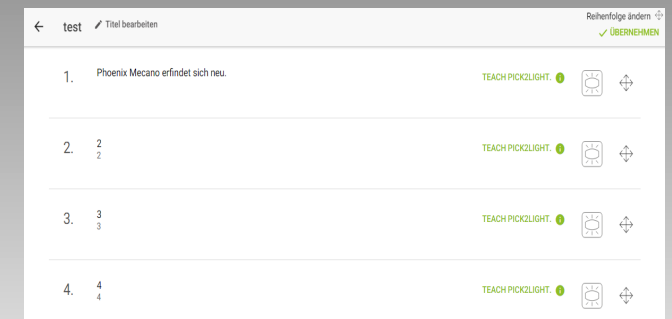 test Titel bearbeiten
Reihenfolge ändern
ÜBERNEHMEN
1. Phoenix Mecano erfindet sich neu. TEACH PICK2LIGHT. i
2. 2 TEACH PICK2LIGHT. i
2
3. 3 TEACH PICK2LIGHT. i
3
4. 4 TEACH PICK2LIGHT. i
4